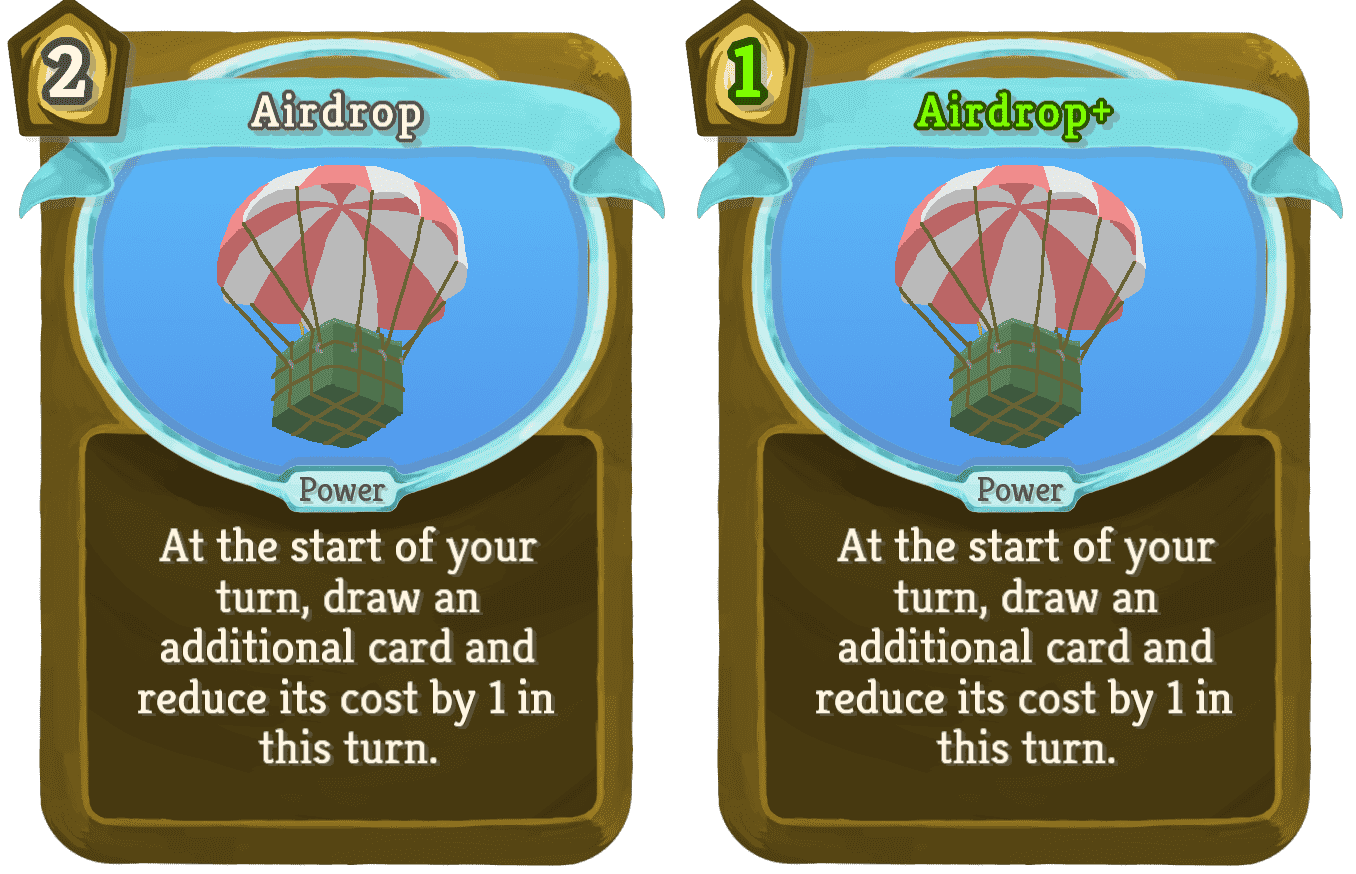 2
Airdrop
Power
At the start of your
turn, draw an
additional card and
reduce its cost by 1 in
this turn.
1
Airdrop+
Power
At the start of your
turn, draw an
additional card and
reduce its cost by 1 in
this turn.